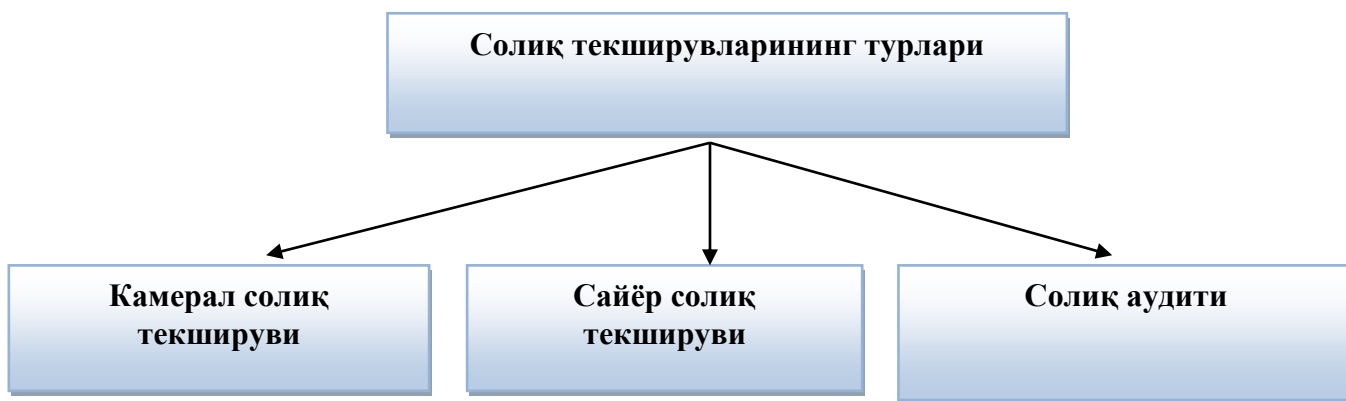 Солиқ текширувларининг турлари
Камерал солиқ
текшируви
Сайёр солиқ
текшируви
Солиқ аудити